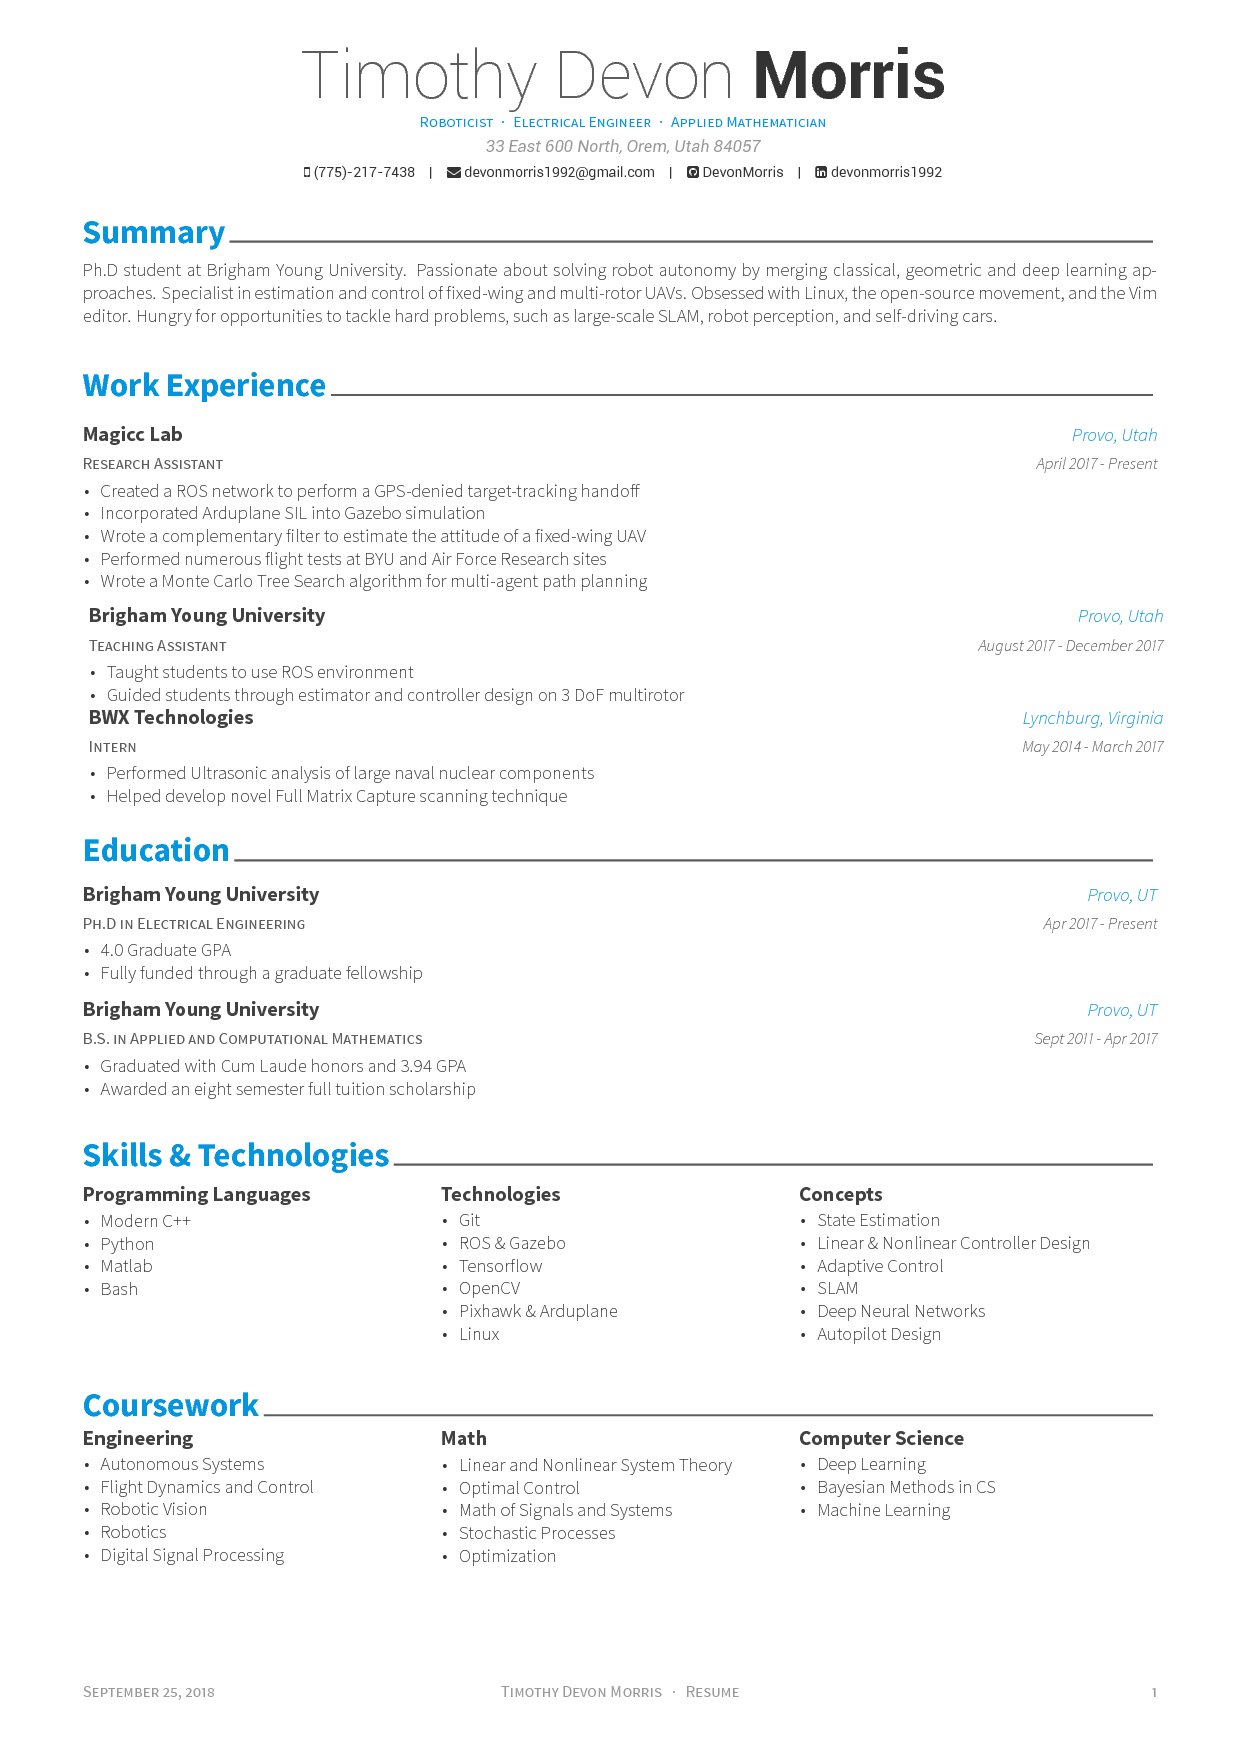 Timothy Devon Morris
Roboticist · Electrical Engineer · Applied Mathematician
33 East 600 North, Orem, Utah 84057
(775)-217-7438 | devonmorris1992@gmail.com | DevonMorris | devonmorris1992
Summary
Ph.D student at Brigham Young University. Passionate about solving robot autonomy by merging classical, geometric and deep learning ap-
proaches. Specialist in estimation and control of fixed-wing and multi-rotor UAVs. Obsessed with Linux, the open-source movement, and the Vim
editor. Hungry for opportunities to tackle hard problems, such as large-scale SLAM, robot perception, and self-driving cars.
Work Experience
Magicc Lab Provo, Utah
Research Assistant April 2017 - Present
• Created a ROS network to perform a GPS-denied target-tracking handoff
• Incorporated Arduplane SIL into Gazebo simulation
• Wrote a complementary filter to estimate the attitude of a fixed-wing UAV
• Performed numerous flight tests at BYU and Air Force Research sites
• Wrote a Monte Carlo Tree Search algorithm for multi-agent path planning
Brigham Young University Provo, Utah
Teaching Assistant August 2017 - December 2017
• Taught students to use ROS environment
• Guided students through estimator and controller design on 3 DoF multirotor
BWX Technologies Lynchburg, Virginia
Intern May 2014 - March 2017
• Performed Ultrasonic analysis of large naval nuclear components
• Helped develop novel Full Matrix Capture scanning technique
Education
Brigham Young University Provo, UT
Ph.D in Electrical Engineering Apr 2017 - Present
• 4.0 Graduate GPA
• Fully funded through a graduate fellowship
Brigham Young University Provo, UT
B.S. in Applied and Computational Mathematics Sept 2011 - Apr 2017
• Graduated with Cum Laude honors and 3.94 GPA
• Awarded an eight semester full tuition scholarship
Skills & Technologies
Programming Languages
• Modern C++
• Python
• Matlab
• Bash
Technologies
• Git
• ROS & Gazebo
• Tensorflow
• OpenCV
• Pixhawk & Arduplane
• Linux
Concepts
• State Estimation
• Linear & Nonlinear Controller Design
• Adaptive Control
• SLAM
• Deep Neural Networks
• Autopilot Design
Coursework
Engineering
• Autonomous Systems
• Flight Dynamics and Control
• Robotic Vision
• Robotics
• Digital Signal Processing
Math
• Linear and Nonlinear System Theory
• Optimal Control
• Math of Signals and Systems
• Stochastic Processes
• Optimization
Computer Science
• Deep Learning
• Bayesian Methods in CS
• Machine Learning
September 25, 2018 Timothy Devon Morris · Resume 1